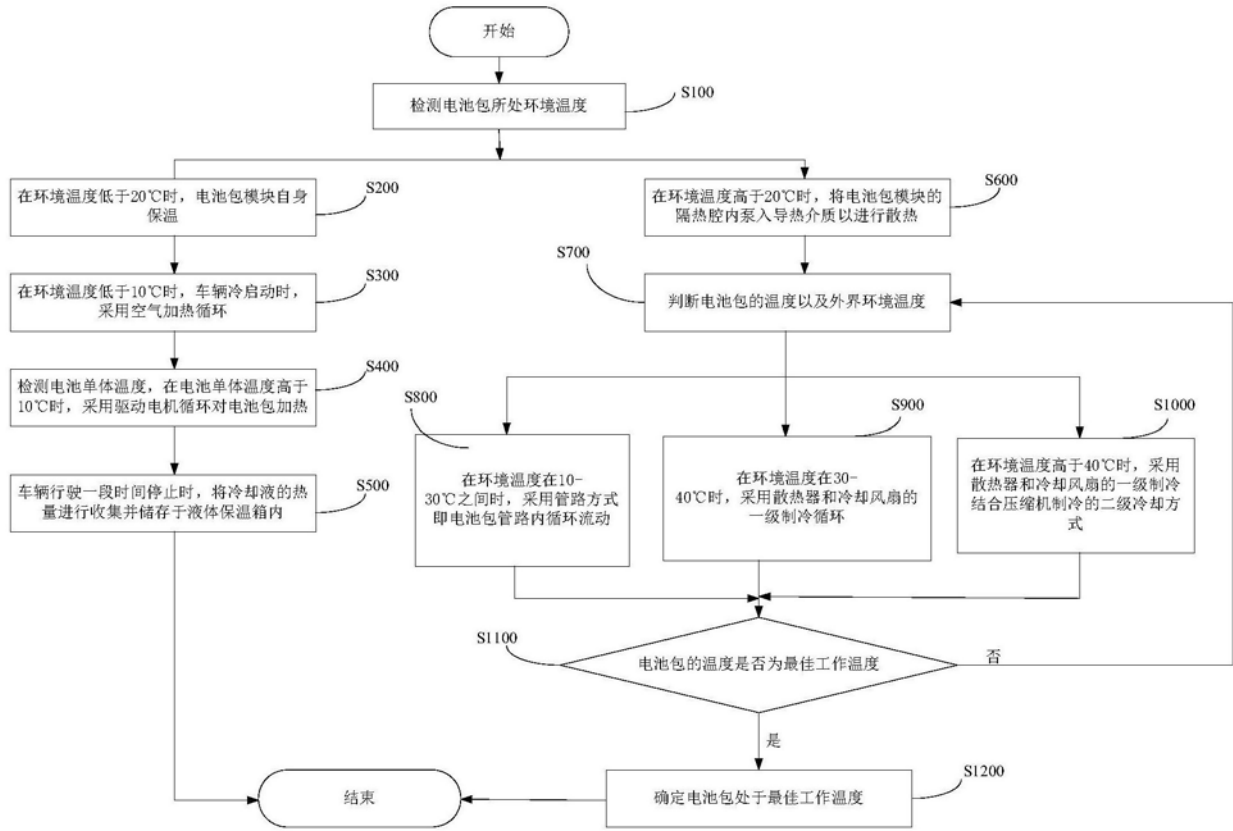 开始
检测电池包所处环境温度
S100
在环境温度低于20℃时，电池包模块自身
保温
S200
在环境温度低于10℃时，车辆冷启动时，
采用空气加热循环
S300
检测电池单体温度，在电池单体温度高于
10℃时，采用驱动电机循环对电池包加热
S400
车辆行驶一段时间停止时，将冷却液的热
量进行收集并储存于液体保温箱内
S500
在环境温度高于20℃时，将电池包模块的
隔热腔内泵入导热介质以进行散热
S600
S700
判断电池包的温度以及外界环境温度
S800
在环境温度在10-
30℃之间时，采用管路方式
即电池包管路内循环流动
S900
在环境温度在30-
40℃时，采用散热器和冷却风扇的
一级制冷循环
S1000
在环境温度高于40℃时，采用
散热器和冷却风扇的一级制冷
结合压缩机制冷的二级冷却方
式
S1100
电池包的温度是否为最佳工作温度
否
是
S1200
确定电池包处于最佳工作温度
结束